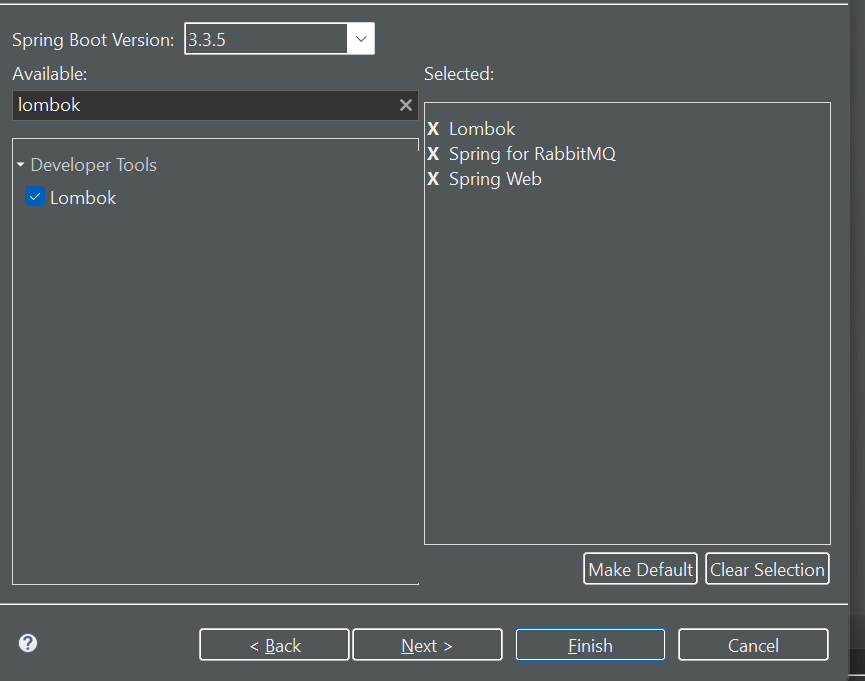 Spring Boot Version: 3.3.5
Available:
lombok
Developer Tools
Lombok
Selected:
X Lombok
X Spring for RabbitMQ
X Spring Web
Make Default Clear Selection
? < Back Next > Finish Cancel